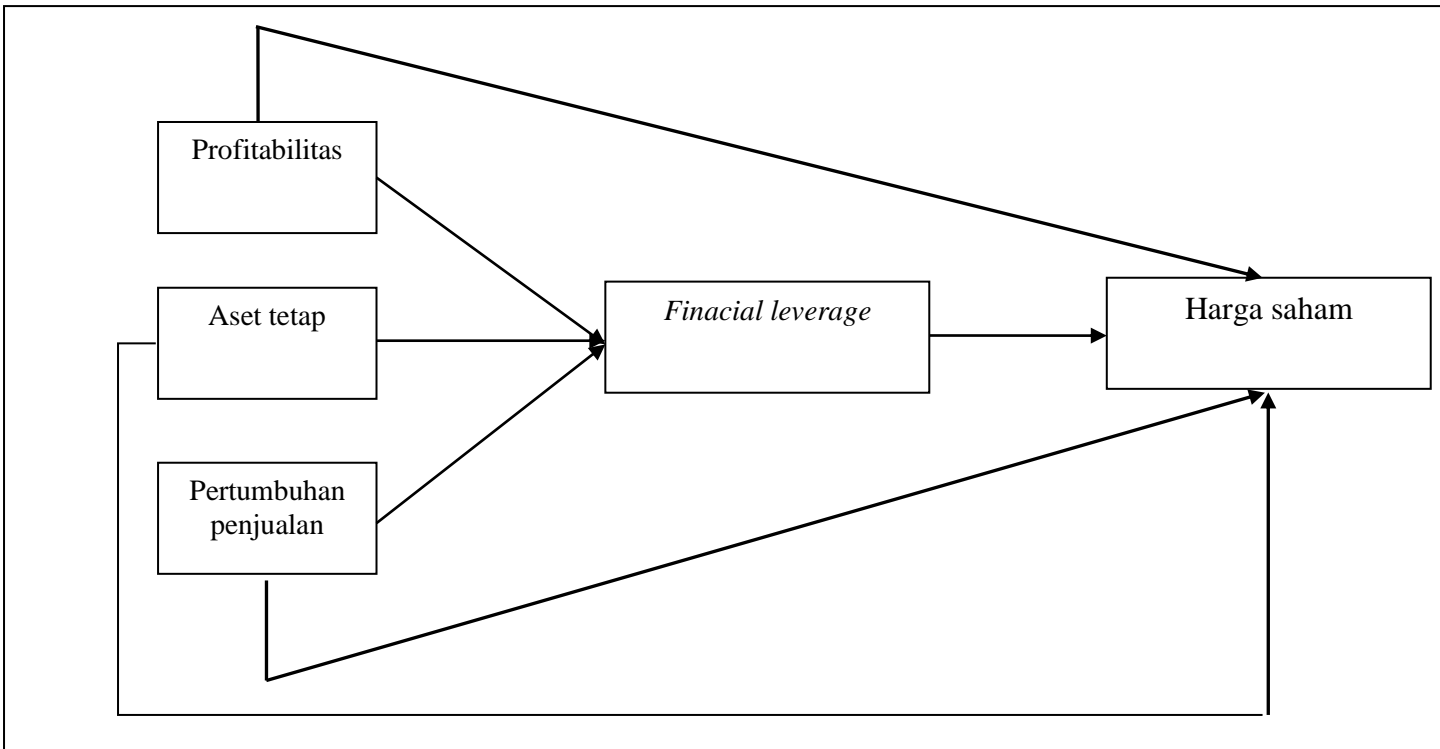 Profitabilitas
Aset tetap
Finacial leverage
Harga saham
Pertumbuhan
penjualan